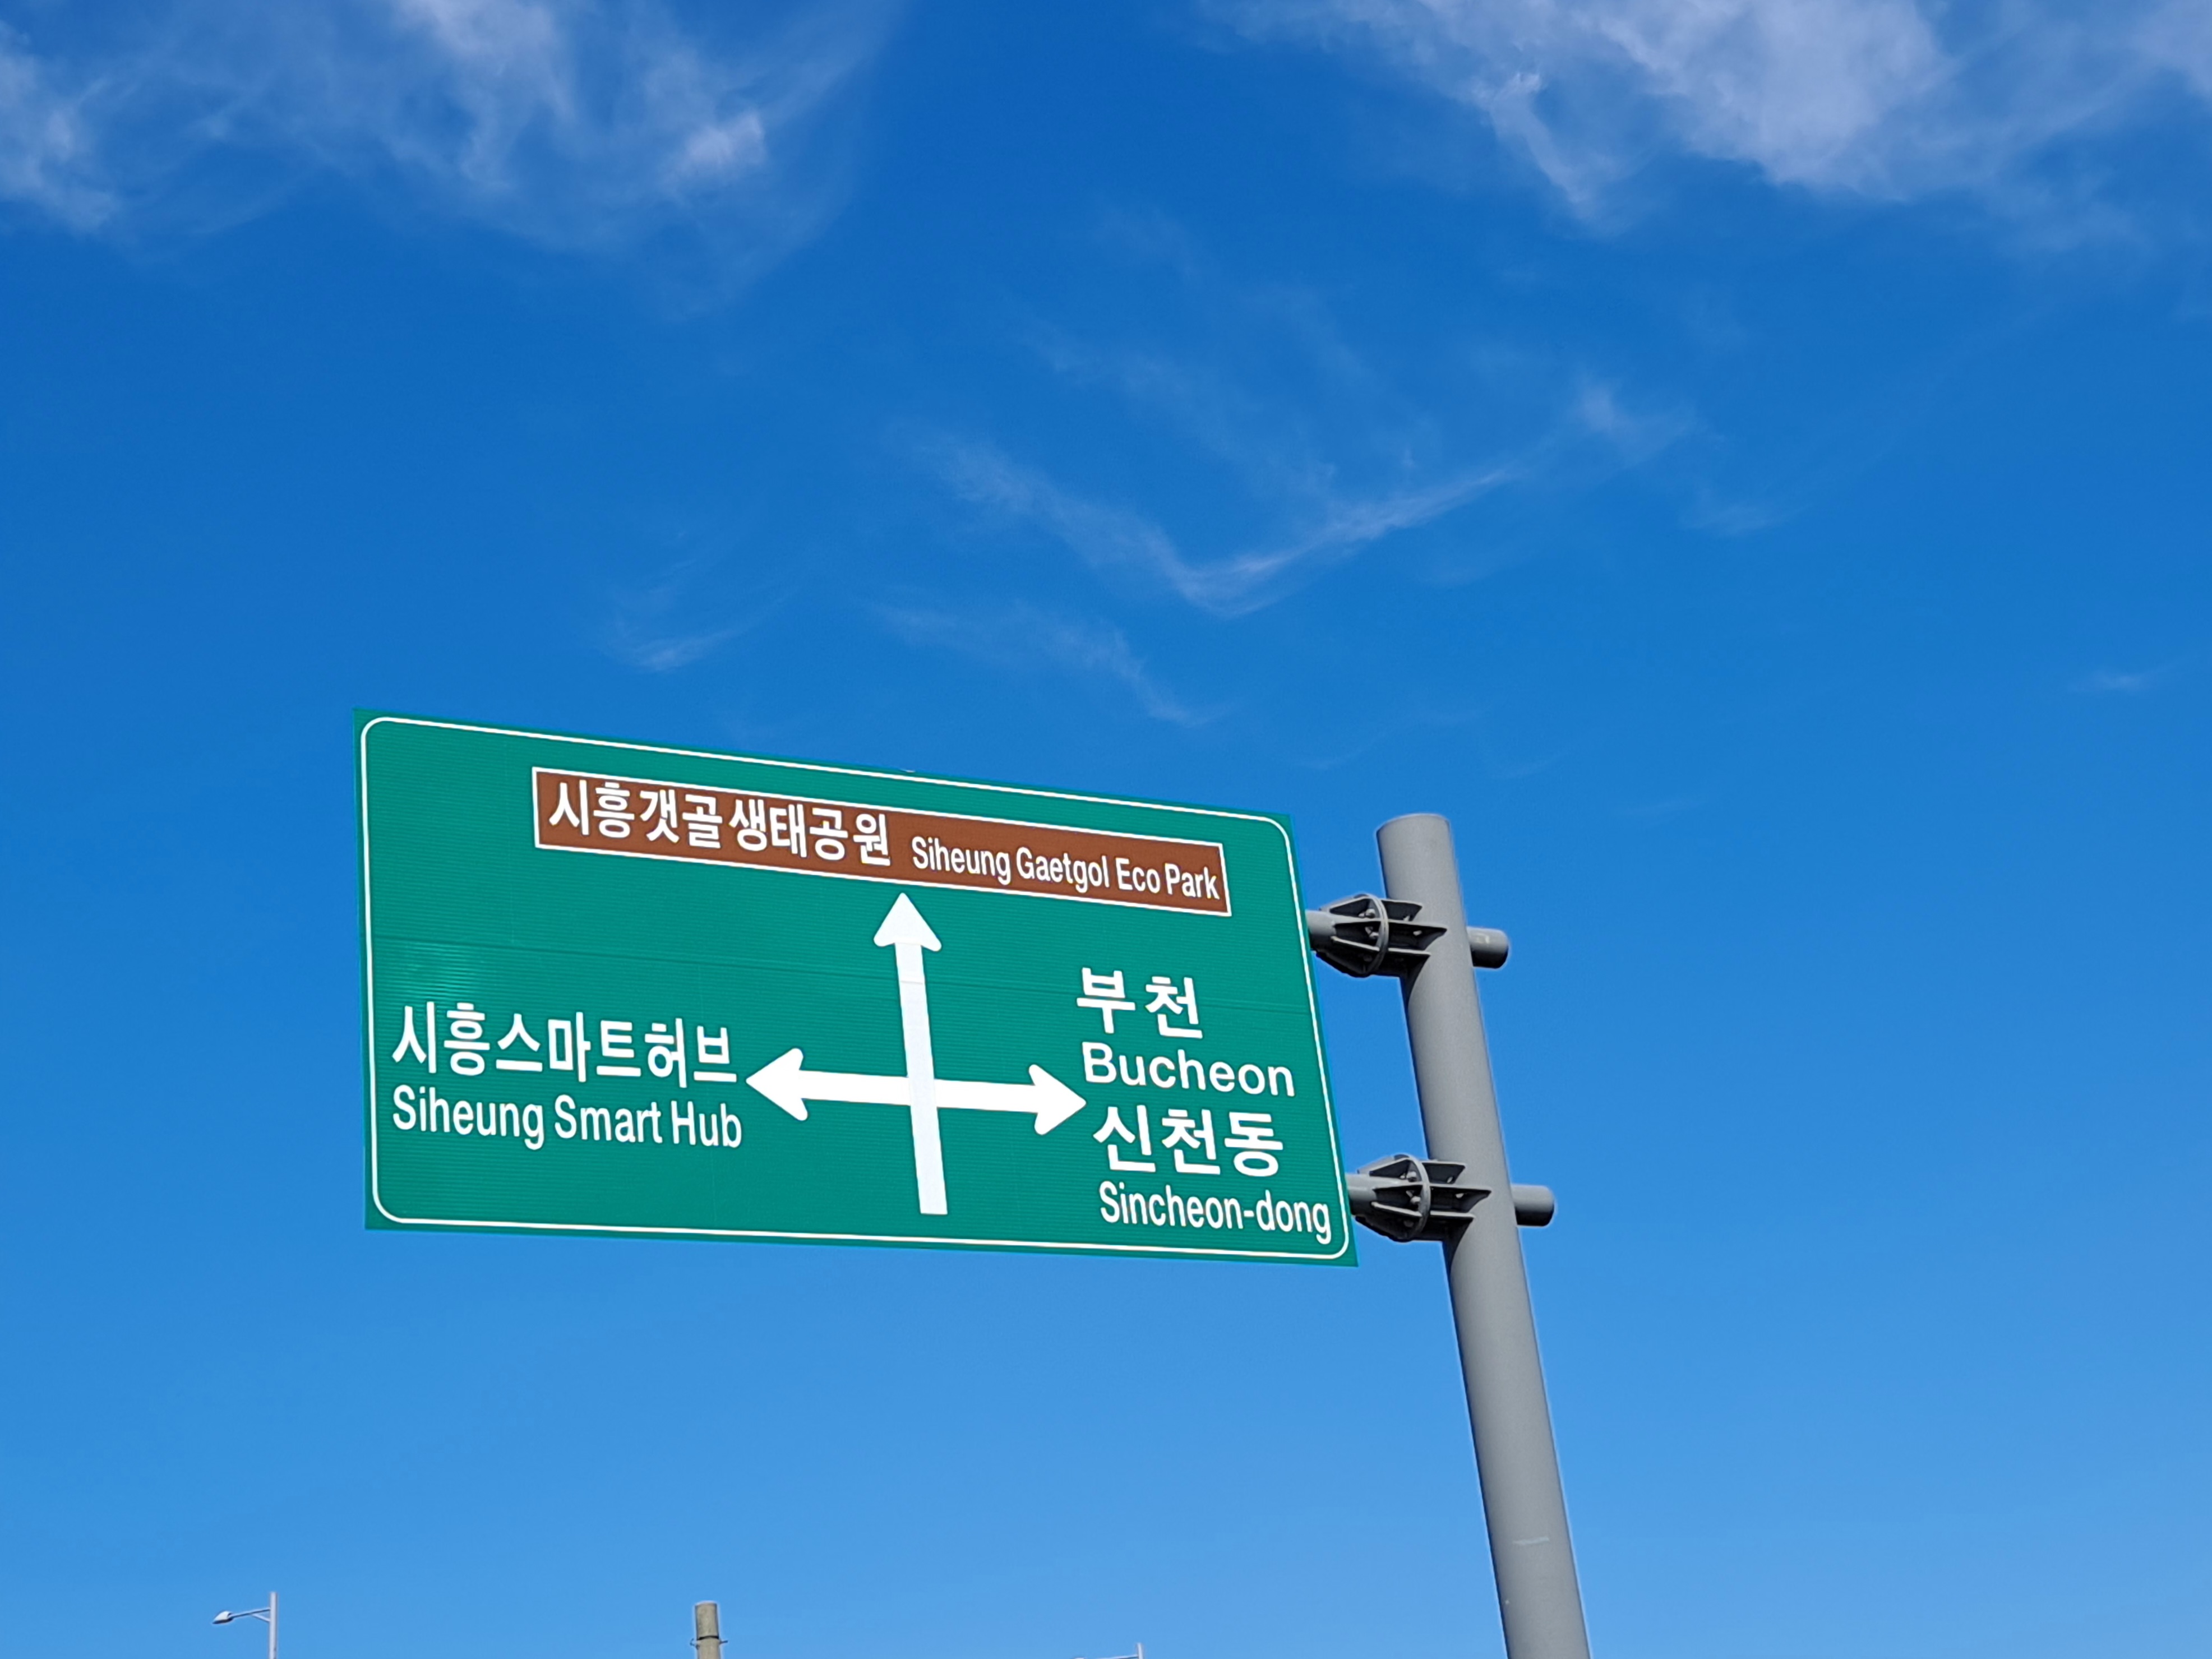 시흥갯골생태공원 Siheung Gaetgol Eco Park
시흥스마트허브
Siheung Smart Hub
부천
Bucheon
신천동
Sincheon-dong